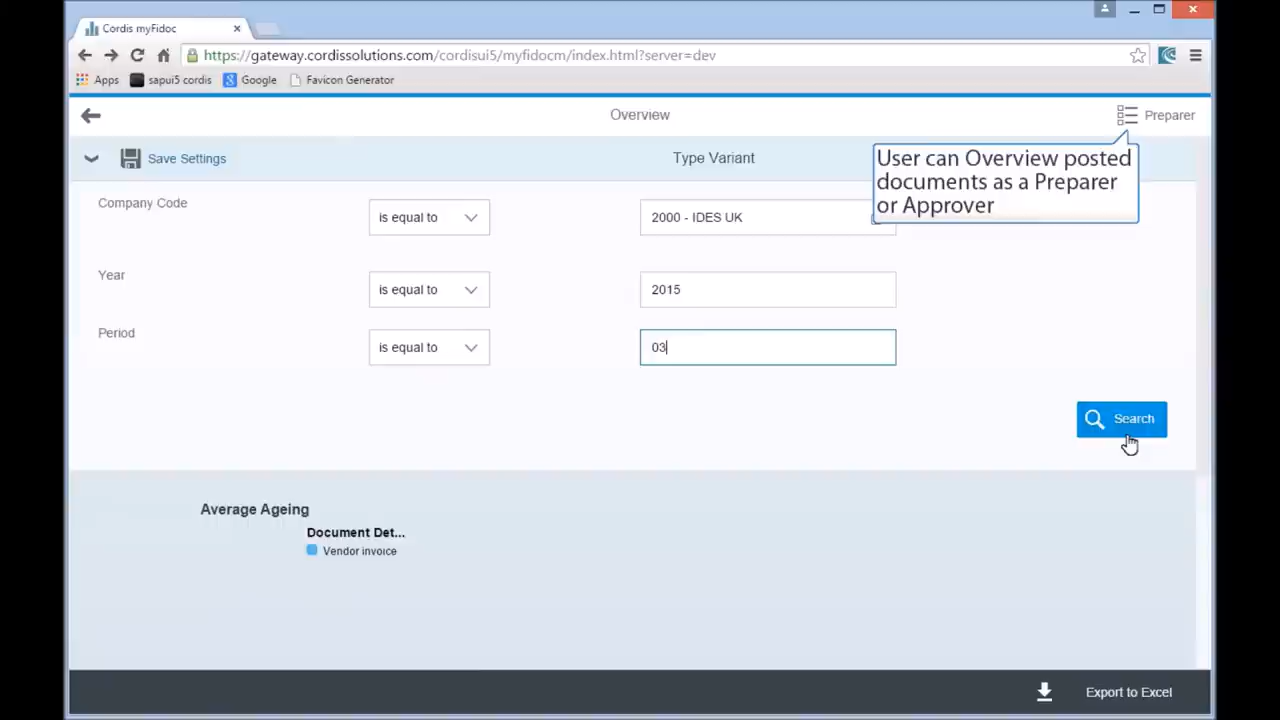 Cordis myFidoc
https://gateway.cordissolutions.com/cordisui5/myfidocm/index.html?server=dev
Apps sapui5 cordis Google Favicon Generator
Overview
Preparer
Save Settings
Type Variant
User can Overview posted
documents as a Preparer
or Approver
Company Code
is equal to
2000 - IDES UK
Year
is equal to
2015
Period
is equal to
03
Search
Average Ageing
Document Det...
Vendor invoice
Export to Excel